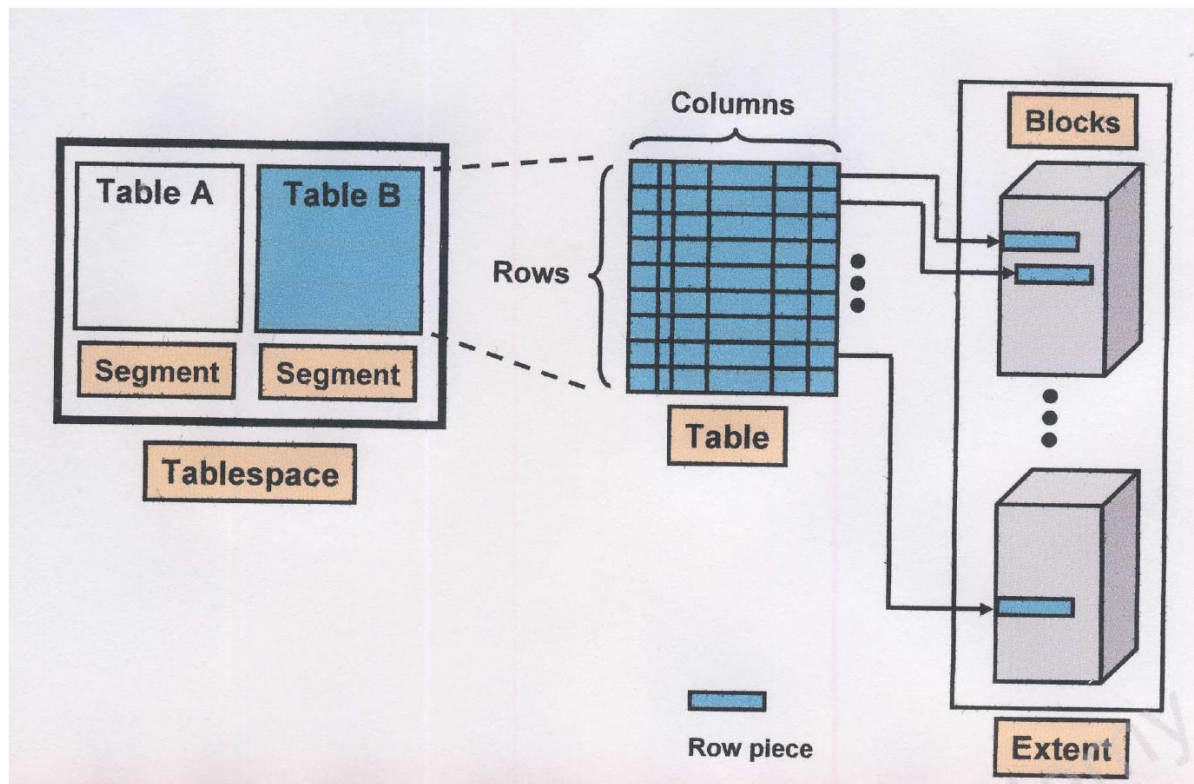 Columns
Blocks
Table A
Table B
Rows
Segment
Segment
Table
Tablespace
Row piece
Extent